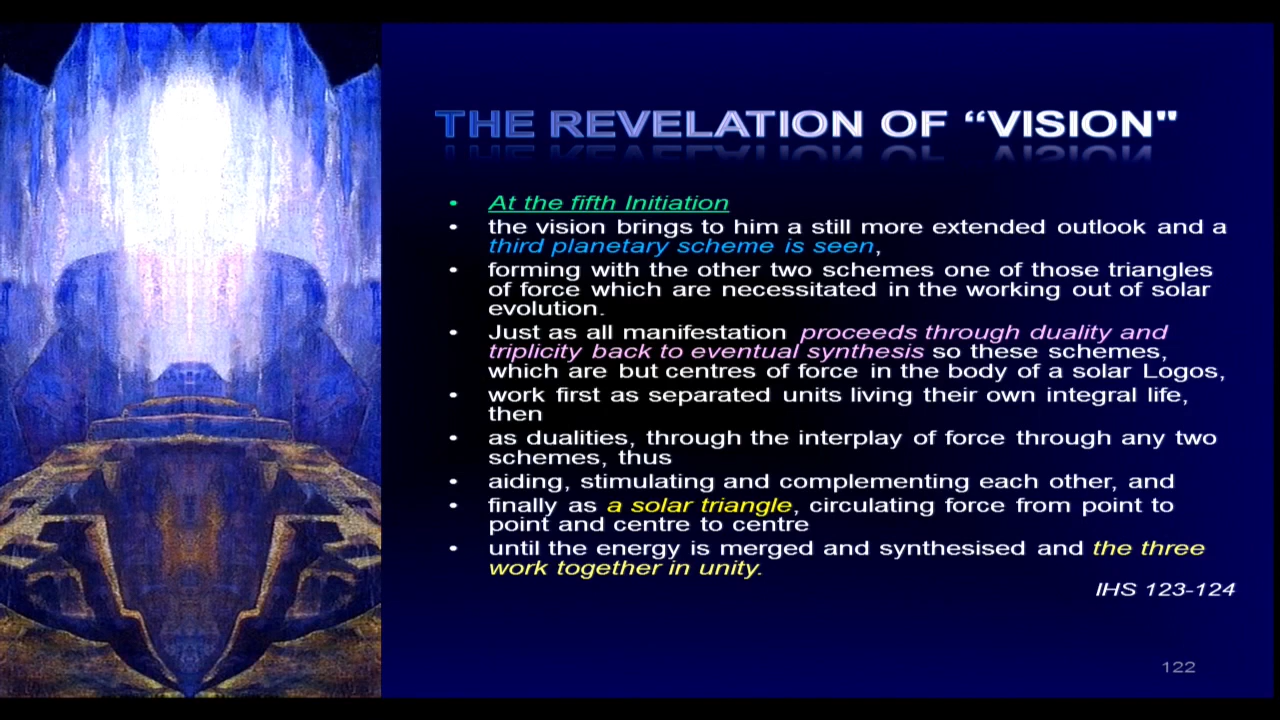 THE REVELATION OF “VISION"
• At the fifth Initiation
• the vision brings to him a still more extended outlook and a
third planetary scheme is seen,
• forming with the other two schemes one of those triangles
of force which are necessitated in the working out of solar
evolution.
• Just as all manifestation proceeds through duality and
triplicity back to eventual synthesis so these schemes,
which are but centres of force in the body of a solar Logos,
• work first as separated units living their own integral life,
then
• as dualities, through the interplay of force through any two
schemes, thus
• aiding, stimulating and complementing each other, and
• finally as a solar triangle, circulating force from point to
point and centre to centre
• until the energy is merged and synthesised and the three
work together in unity.
IHS 123-124
122